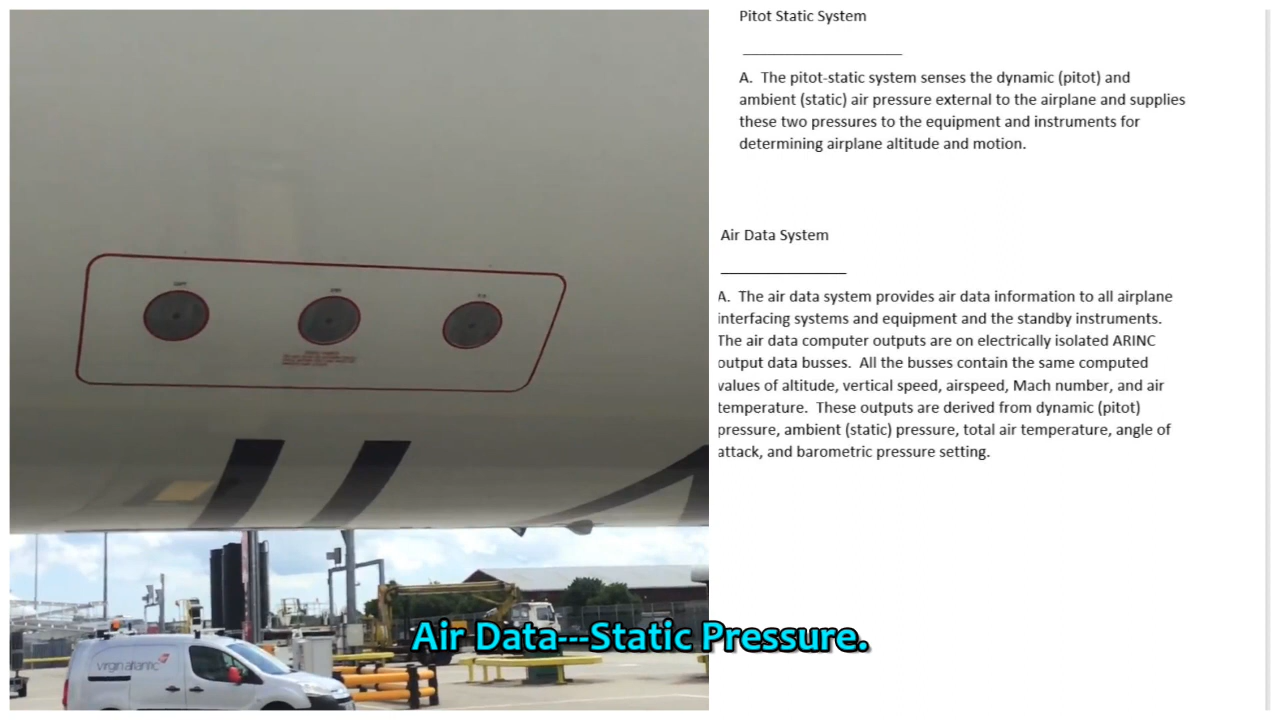 Pitot Static System
A. The pitot-static system senses the dynamic (pitot) and
ambient (static) air pressure external to the airplane and supplies
these two pressures to the equipment and instruments for
determining airplane altitude and motion.
Air Data System
A. The air data system provides air data information to all airplane
interfacing systems and equipment and the standby instruments.
The air data computer outputs are on electrically isolated ARINC
output data busses. All the busses contain the same computed
values of altitude, vertical speed, airspeed, Mach number, and air
temperature. These outputs are derived from dynamic (pitot)
pressure, ambient (static) pressure, total air temperature, angle of
attack, and barometric pressure setting.
CAPT
Air Data---Static Pressure.
virgin atlantic